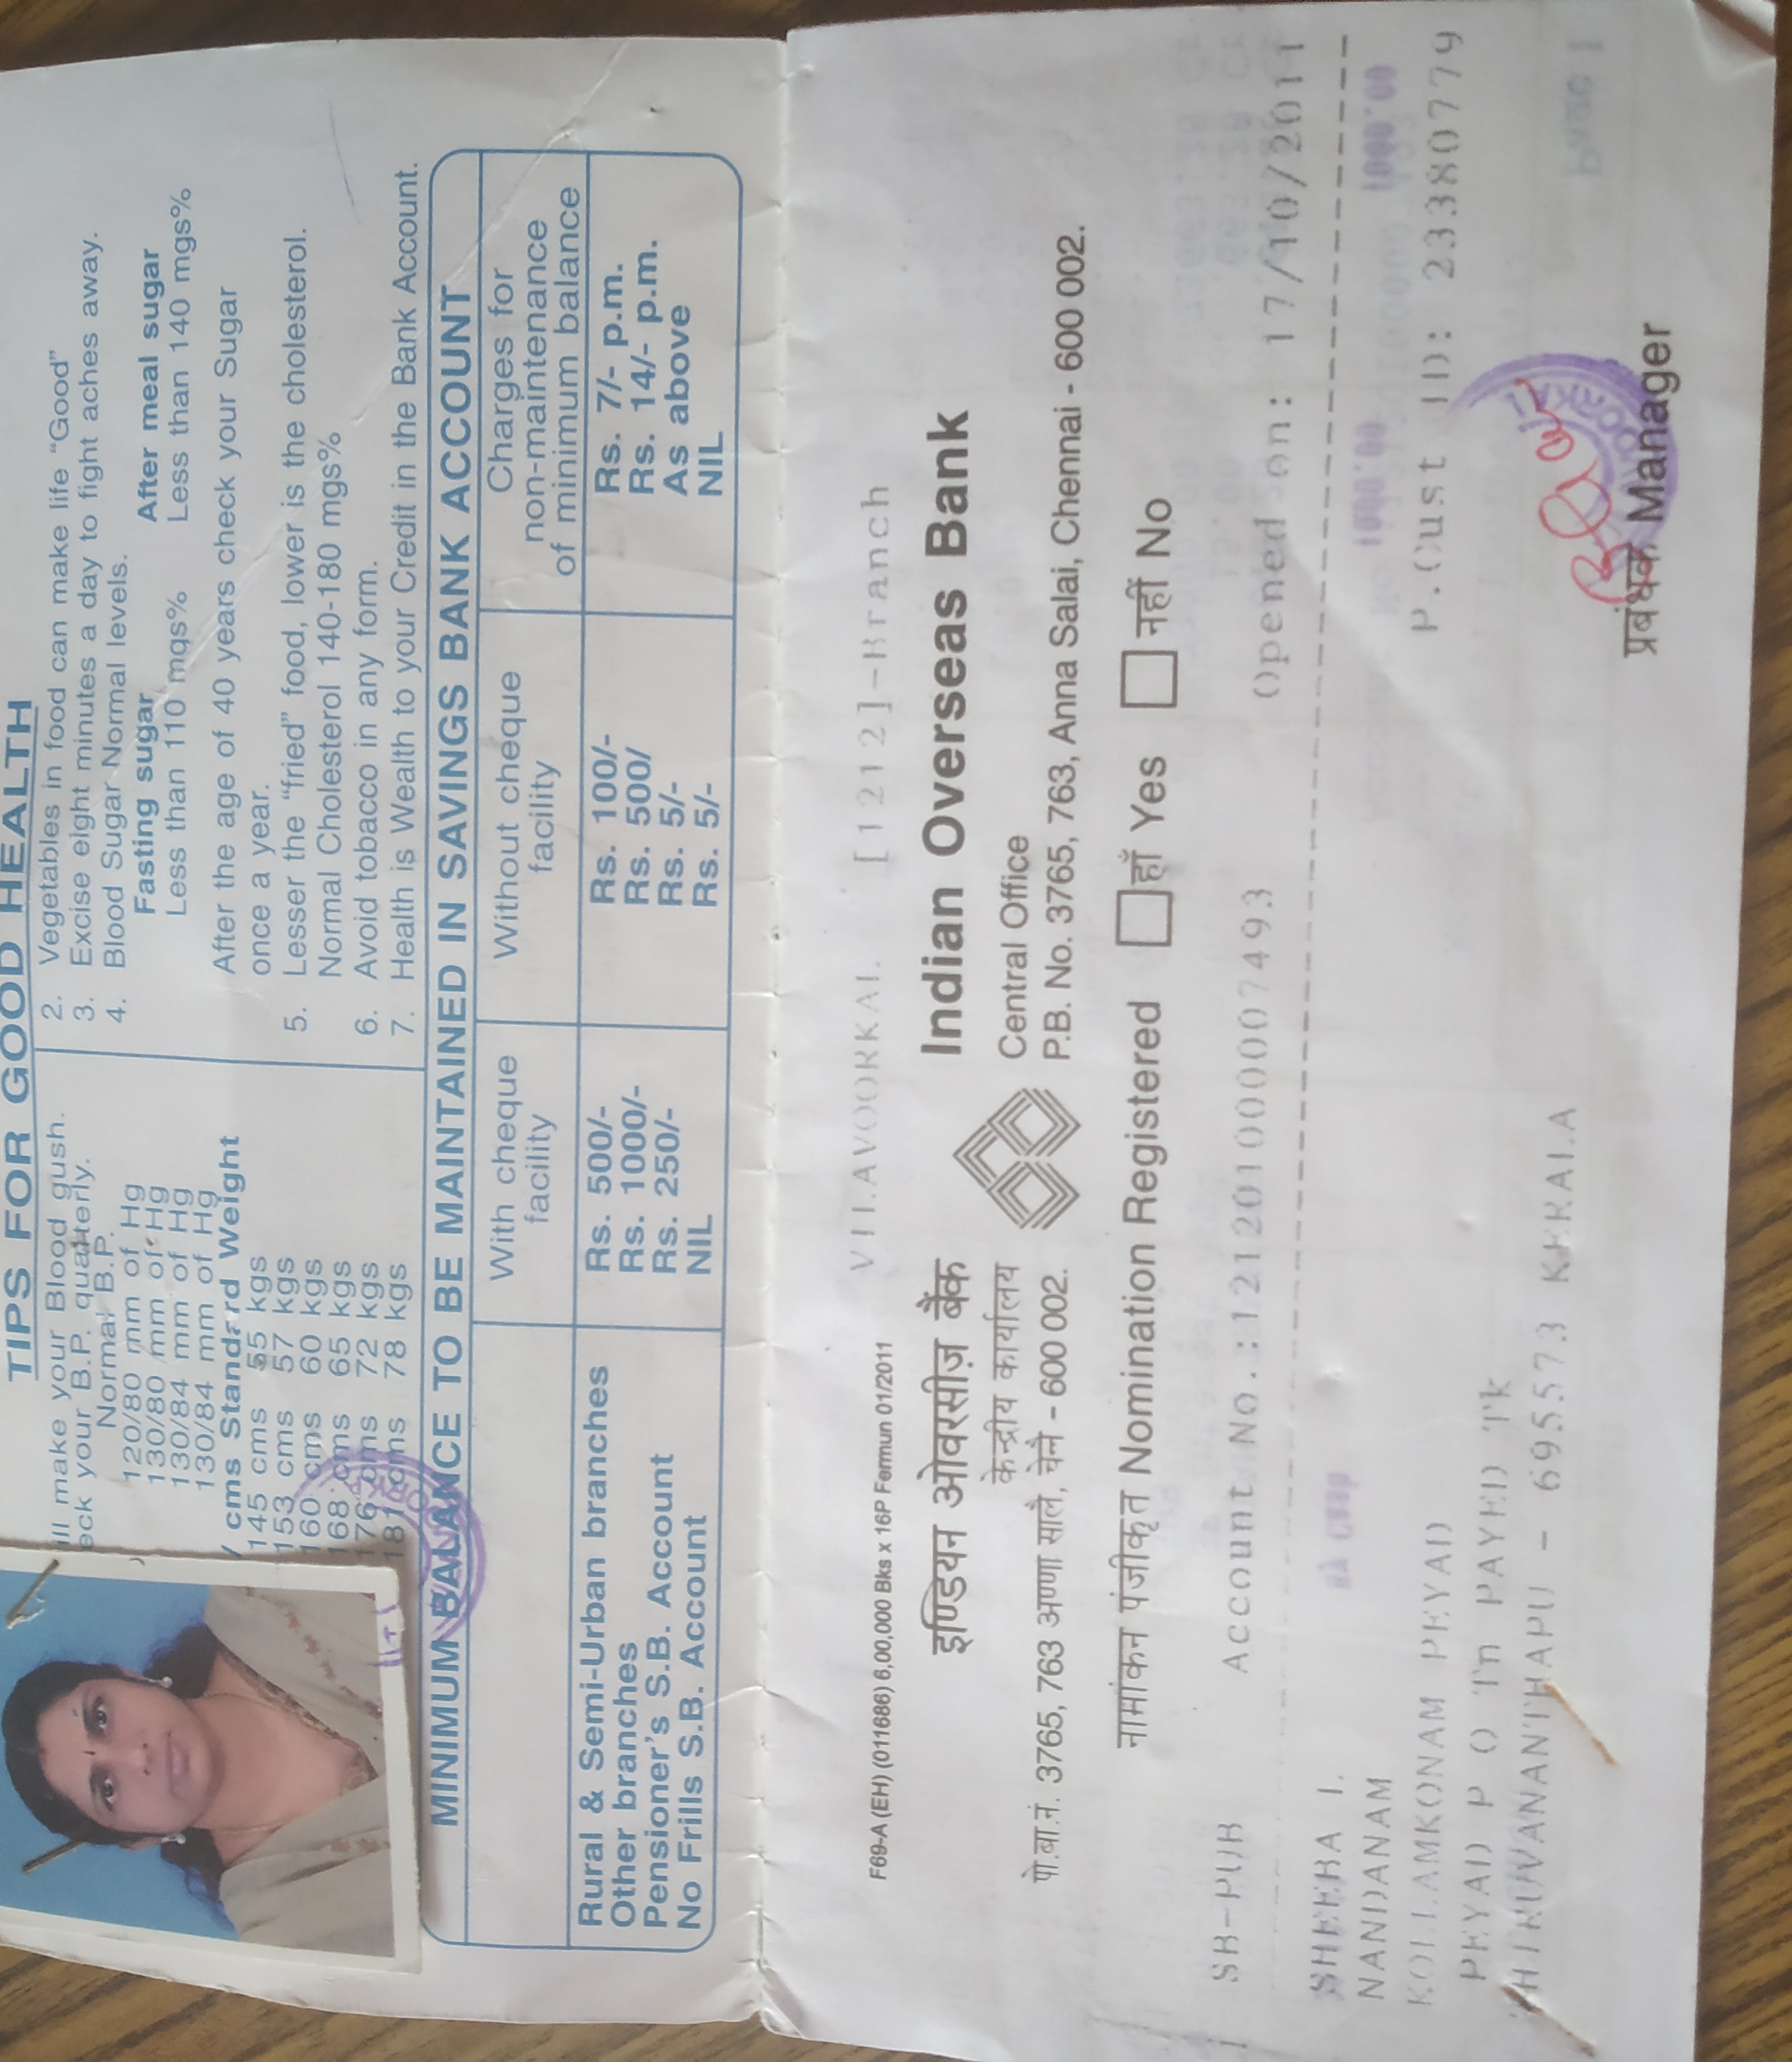 TIPS FOR GOOD HEALTH
ill make your Blood gush.
eck your B.P. quarterly.
Normal B.P.
120/80 mm of Hg
130/80 mm of Hg
130/84 mm of Hg
130/84 mm of Hg
/ cms Standard Weight
145 cms 55 kgs
153 cms 57 kgs
160 cms 60 kgs
168 cms 65 kgs
176 cms 72 kgs
181 cms 78 kgs
2. Vegetables in food can make life "Good"
3. Excise eight minutes a day to fight aches away.
4. Blood Sugar Normal levels.
Fasting sugar After meal sugar
Less than 110 mgs% Less than 140 mgs%
After the age of 40 years check your Sugar
once a year.
5. Lesser the "fried" food, lower is the cholesterol.
Normal Cholesterol 140-180 mgs%
6. Avoid tobacco in any form.
7. Health is Wealth to your Credit in the Bank Account.
MINIMUM BALANCE TO BE MAINTAINED IN SAVINGS BANK ACCOUNT
With cheque facility Without cheque facility Charges for non-maintenance of minimum balance
Rural & Semi-Urban branches Rs. 500/- Rs. 100/- Rs. 7/- p.m.
Other branches Rs. 1000/- Rs. 500/ Rs. 14/- p.m.
Pensioner's S.B. Account Rs. 250/- Rs. 5/- As above
No Frills S.B. Account NIL Rs. 5/- NIL
F69-A (EH) (011686) 6,00,000 Bks x 16P Fermun 01/2011 VILAVOORKAL [1212]-Branch
इण्डियन ओवरसीज़ बैंक Indian Overseas Bank
केन्द्रीय कार्यालय Central Office
पो.बा.नं. 3765, 763 अण्णा सालै, चेन्नै - 600 002. P.B. No. 3765, 763, Anna Salai, Chennai - 600 002.
नामांकन पंजीकृत Nomination Registered हाँ Yes नहीं No
SB-PUB Account No.:121201000007493 Opened on: 17/10/2011
SHEEBA L
NANDANAM
KOLLAMKONAM PEYAD P.Cust ID: 23380779
PEYAD P O Tn PAYED Tk
THIRUVANANTHAPU - 695573 KERALA
प्रबंधक Manager